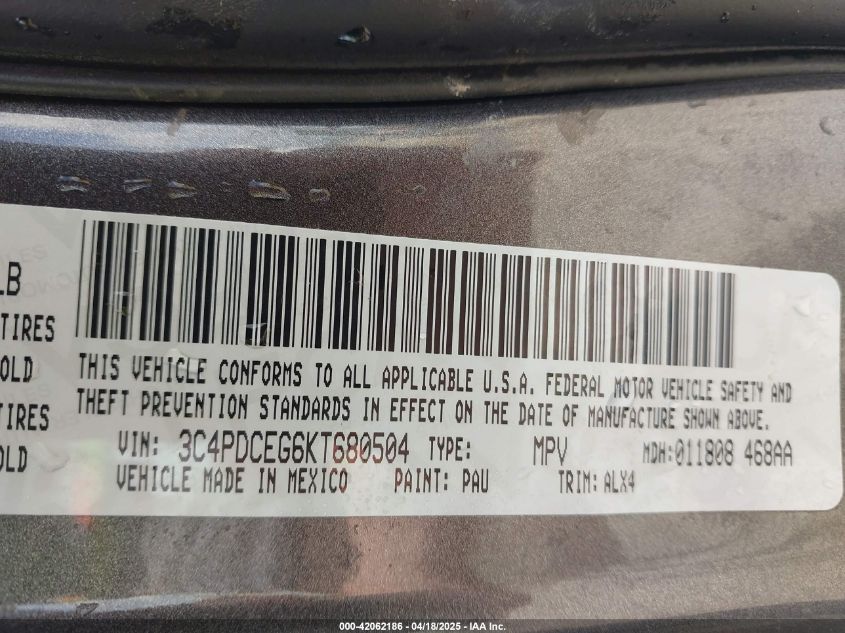 LB
TIRES
OLD
TIRES
OLD
THIS VEHICLE CONFORMS TO ALL APPLICABLE U.S.A. FEDERAL MOTOR VEHICLE SAFETY AND
THEFT PREVENTION STANDARDS IN EFFECT ON THE DATE OF MANUFACTURE SHOWN ABOVE.
VIN: 3C4PDCEG6KT680504 TYPE: MPV MDH:011808 468AA
VEHICLE MADE IN MEXICO PAINT: PAU TRIM: ALX4
000-42062186 - 04/18/2025 - IAA Inc.